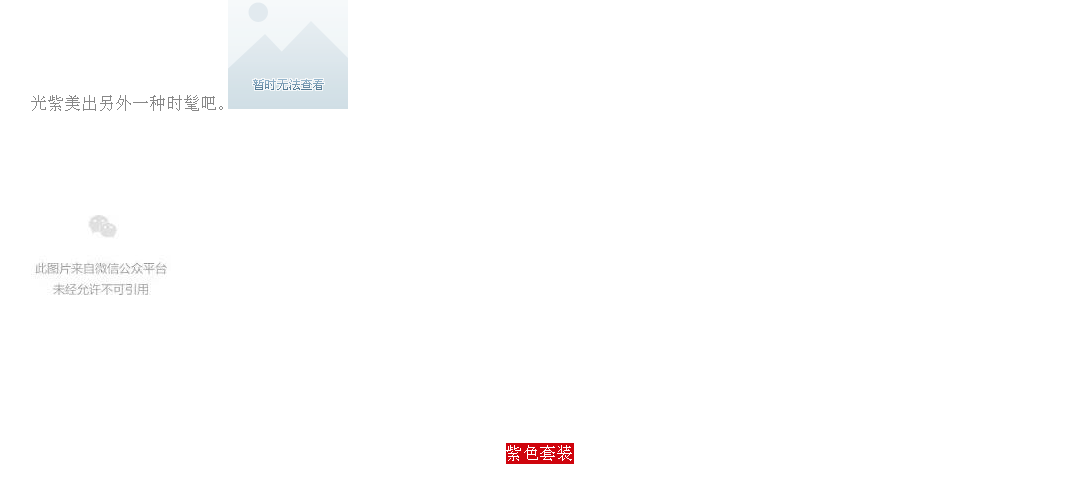 暂时无法查看
光紫美出另外一种时髦吧。
此图片来自微信公众平台
未经允许不可引用
紫色套装